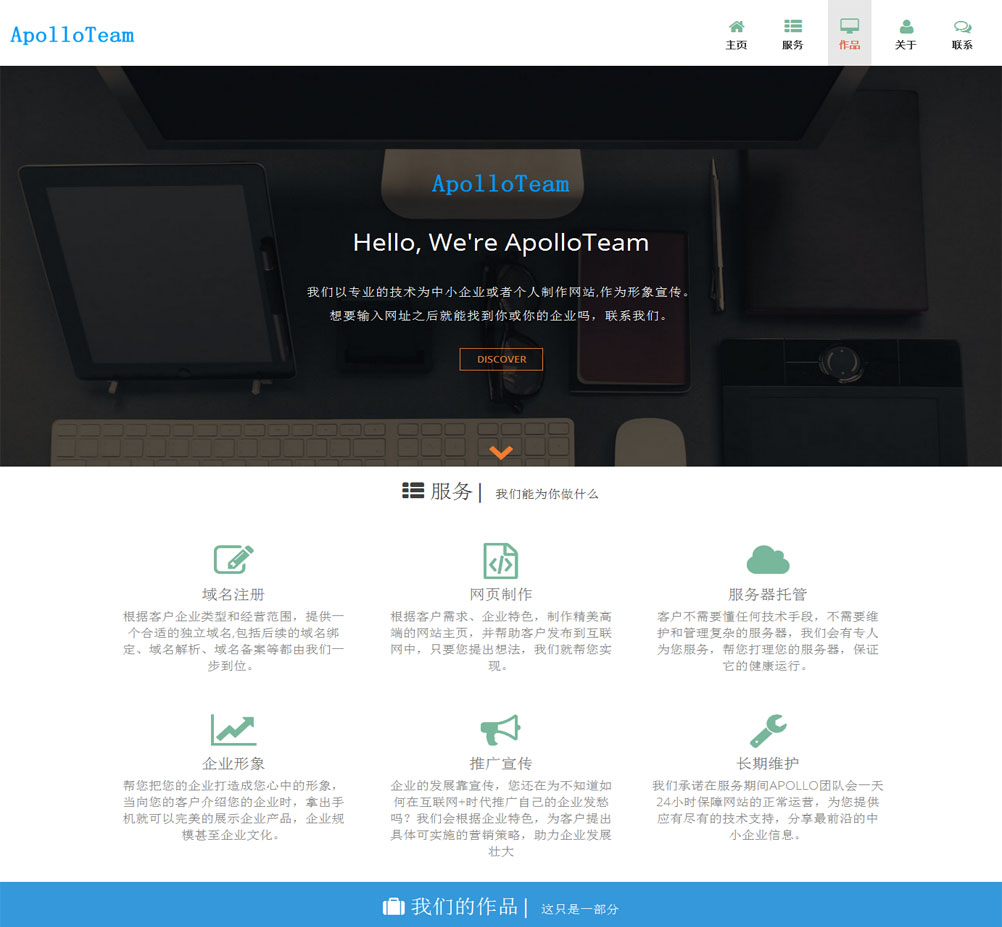 ApolloTeam
主页
服务
作品
关于
联系
ApolloTeam
Hello, We're ApolloTeam
我们以专业的技术为中小企业或者个人制作网站,作为形象宣传。
想要输入网址之后就能找到你或你的企业吗，联系我们。
DISCOVER
服务 | 我们能为你做什么
域名注册
根据客户企业类型和经营范围，提供一
个合适的独立域名,包括后续的域名绑
定、域名解析、域名备案等都由我们一
步到位。
网页制作
根据客户需求、企业特色，制作精美高
端的网站主页，并帮助客户发布到互联
网中，只要您提出想法，我们就帮您实
现。
服务器托管
客户不需要懂任何技术手段，不需要维
护和管理复杂的服务器，我们会有专人
为您服务，帮您打理您的服务器，保证
它的健康运行。
企业形象
帮您把您的企业打造成您心中的形象，
当向您的客户介绍您的企业时，拿出手
机就可以完美的展示企业产品，企业规
模甚至企业文化。
推广宣传
企业的发展靠宣传，您还在为不知道如
何在互联网+时代推广自己的企业发愁
吗？我们会根据企业特色，为客户提出
具体可实施的营销策略，助力企业发展
壮大
长期维护
我们承诺在服务期间APOLLO团队会一天
24小时保障网站的正常运营，为您提供
应有尽有的技术支持，分享最前沿的中
小企业信息。
我们的作品 | 这只是一部分